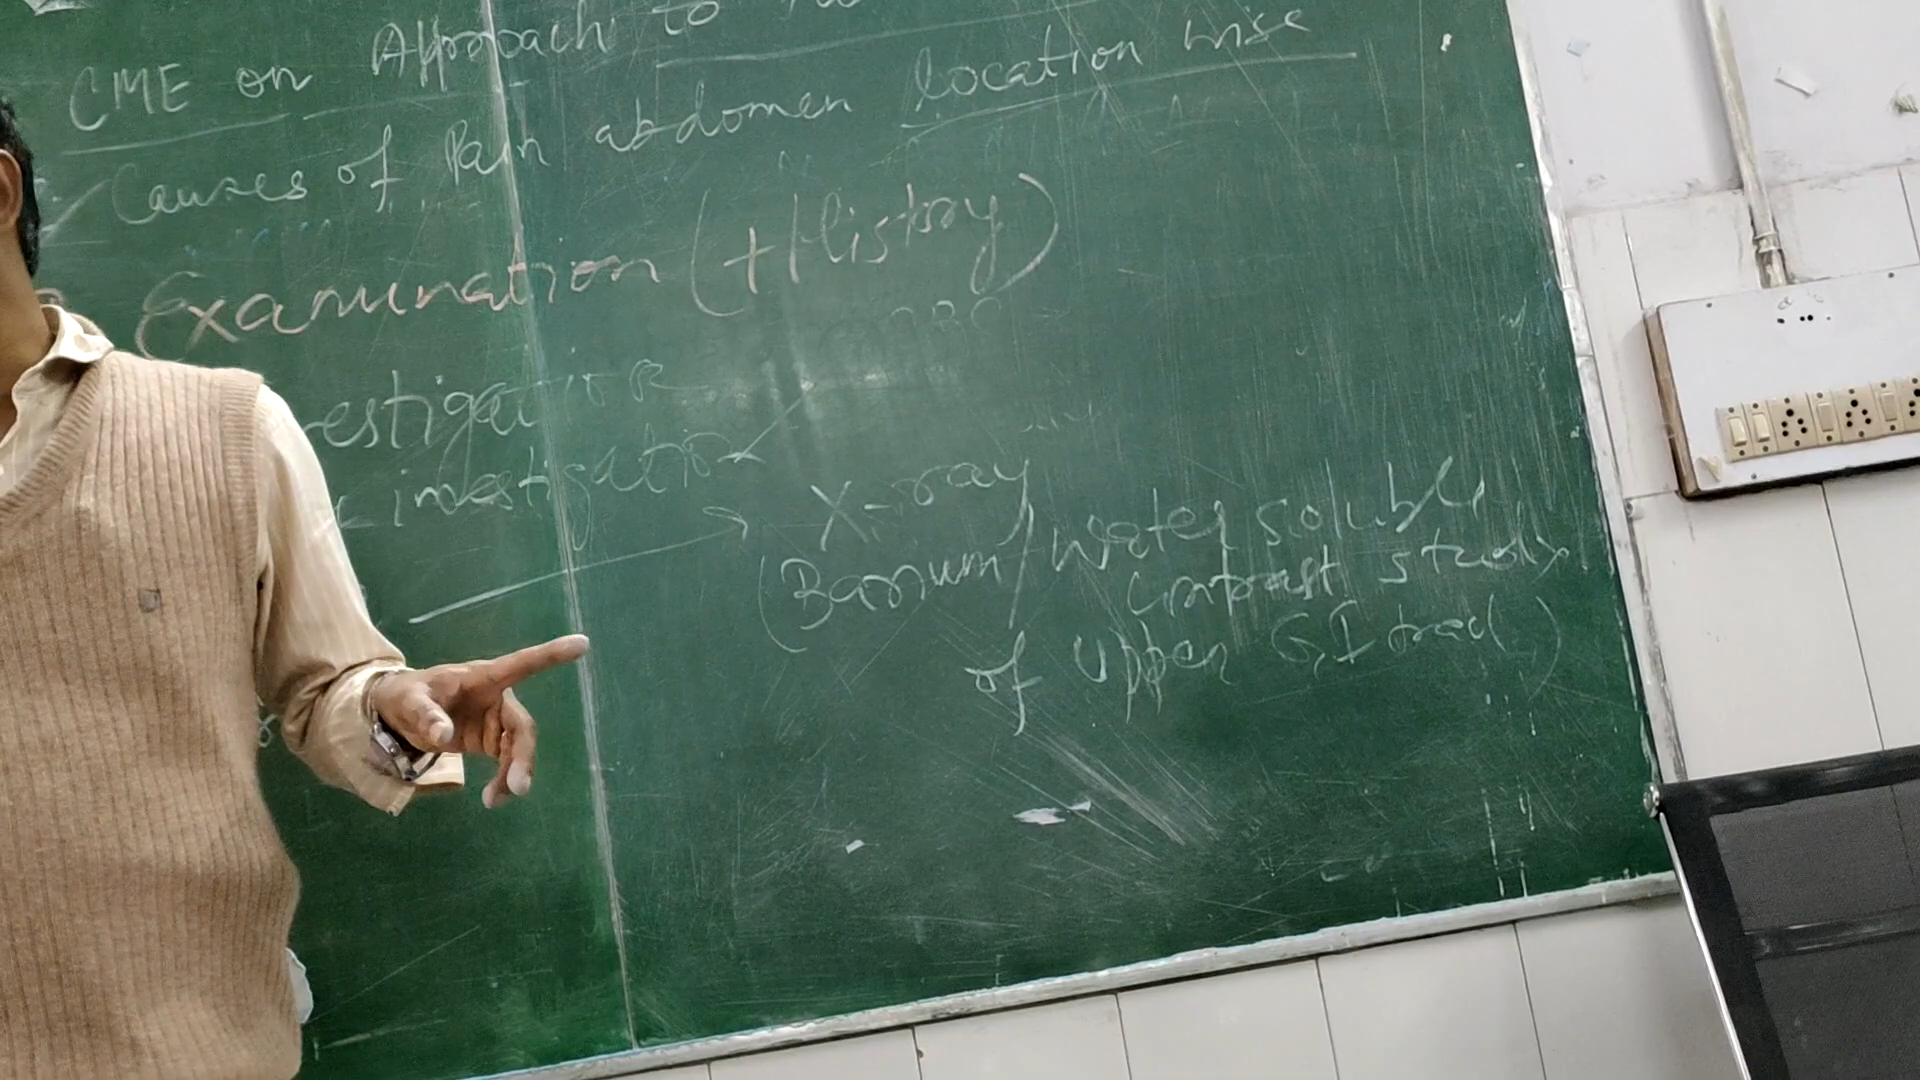 CME on Approach to
Causes of Pain abdomen location wise
Examination (+ History)
estigation
investigation
X-ray
(Barium/Water soluble
contrast study
of Upper G.I tract)